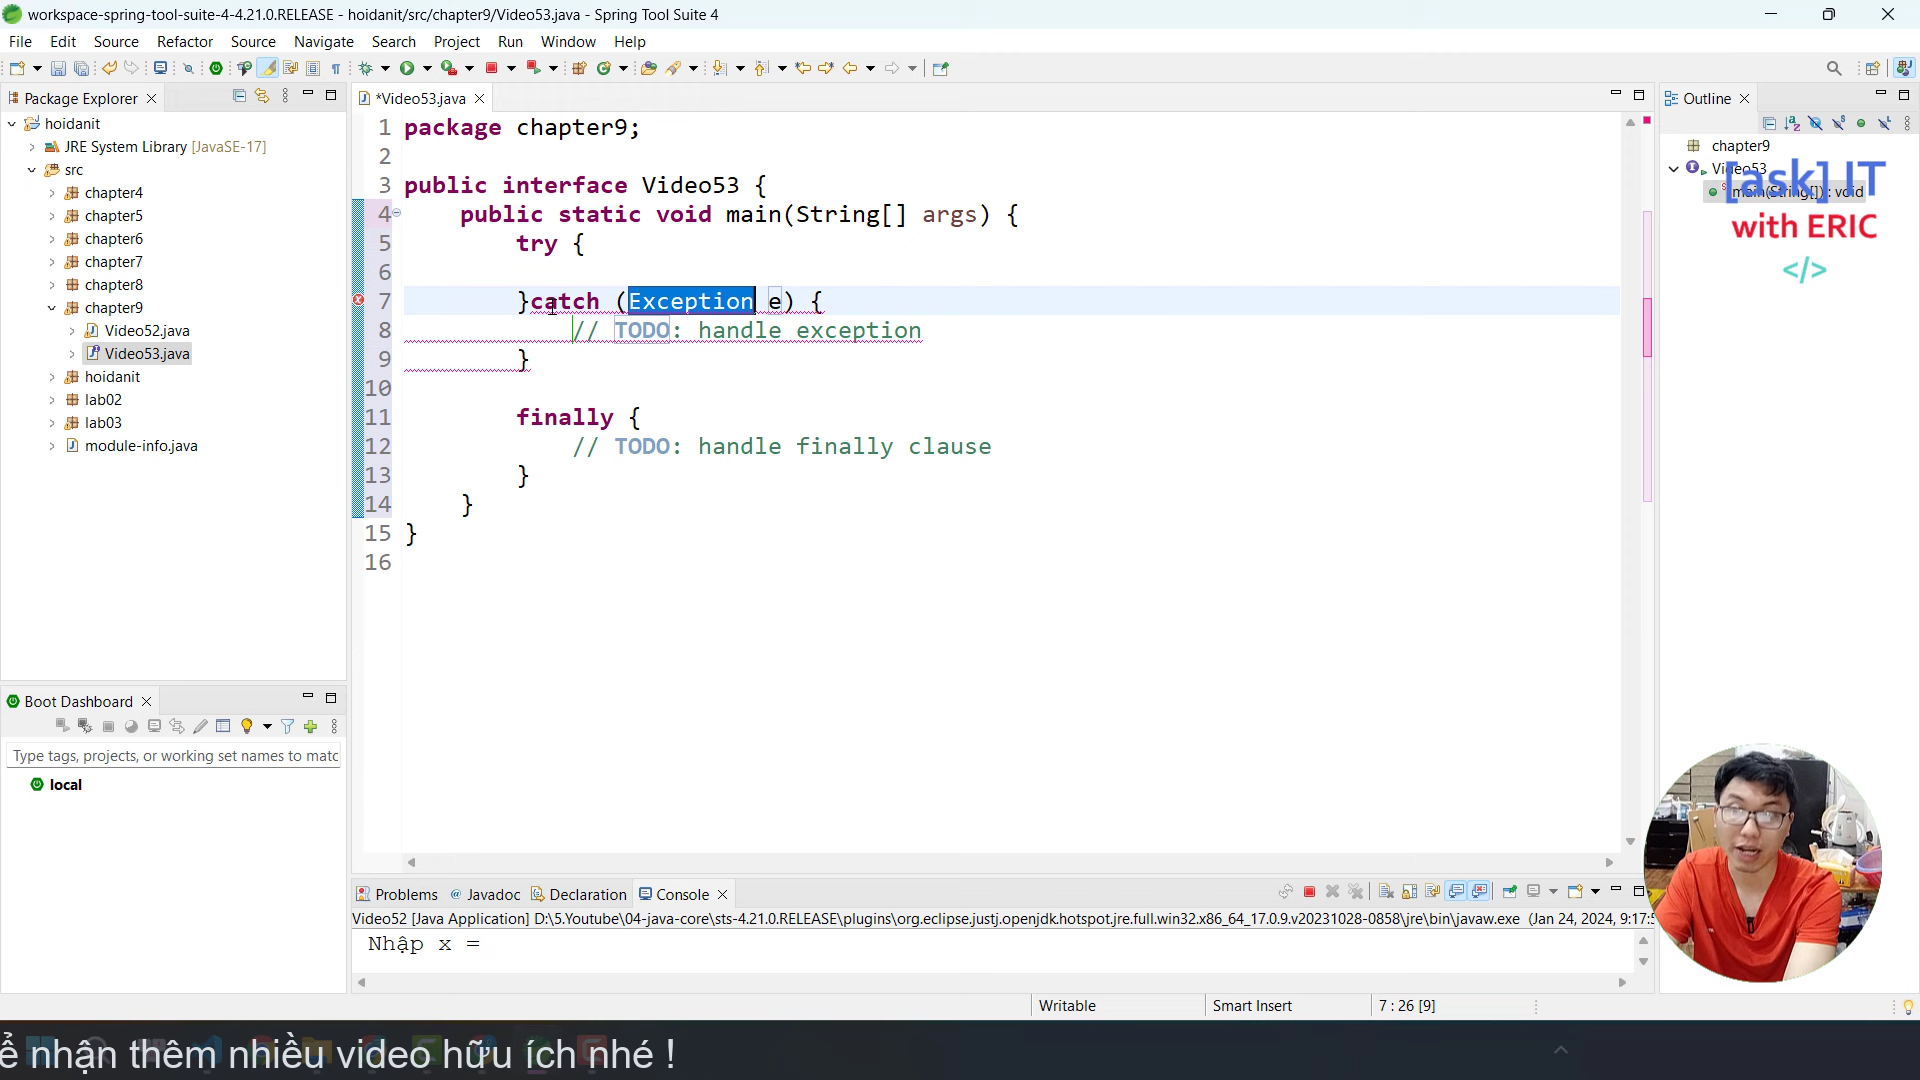 workspace-spring-tool-suite-4-4.21.0.RELEASE - hoidanit/src/chapter9/Video53.java - Spring Tool Suite 4
File Edit Source Refactor Source Navigate Search Project Run Window Help
Package Explorer
hoidanit
JRE System Library [JavaSE-17]
src
chapter4
chapter5
chapter6
chapter7
chapter8
chapter9
Video52.java
Video53.java
hoidanit
lab02
lab03
module-info.java
*Video53.java
1 package chapter9;
2
3 public interface Video53 {
4 public static void main(String[] args) {
5 try {
6
7 }catch (Exception e) {
8 // TODO: handle exception
9 }
10
11 finally {
12 // TODO: handle finally clause
13 }
14 }
15 }
16
Outline
chapter9
Video53
main(String[]) : void
[ask] IT
with ERIC
</>
Boot Dashboard
Type tags, projects, or working set names to matc
local
Problems Javadoc Declaration Console
Video52 [Java Application] D:\5.Youtube\04-java-core\sts-4.21.0.RELEASE\plugins\org.eclipse.justj.openjdk.hotspot.jre.full.win32.x86_64_17.0.9.v20231028-0858\jre\bin\javaw.exe (Jan 24, 2024, 9:17:5
Nhập x =
Writable Smart Insert 7 : 26 [9]
ể nhận thêm nhiều video hữu ích nhé !